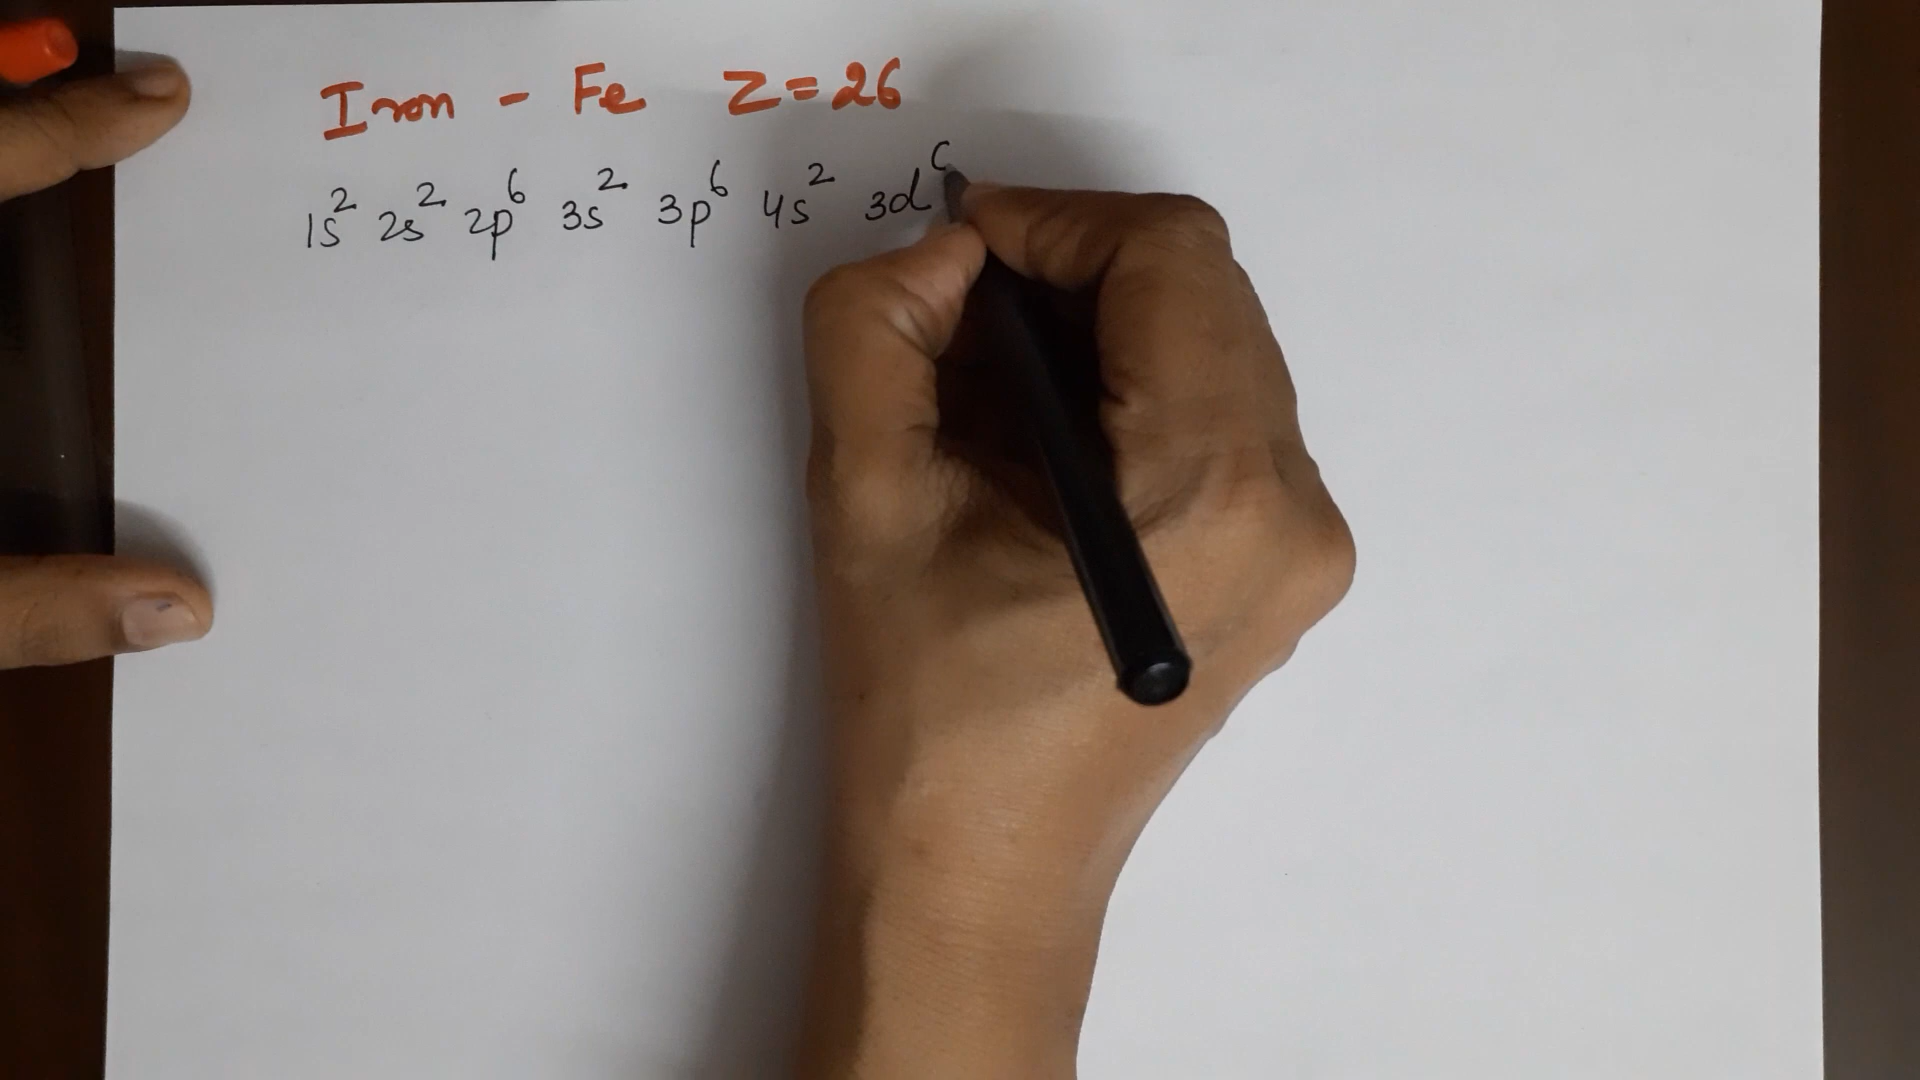 Iron - Fe Z=26
1s² 2s² 2p⁶ 3s² 3p⁶ 4s² 3d